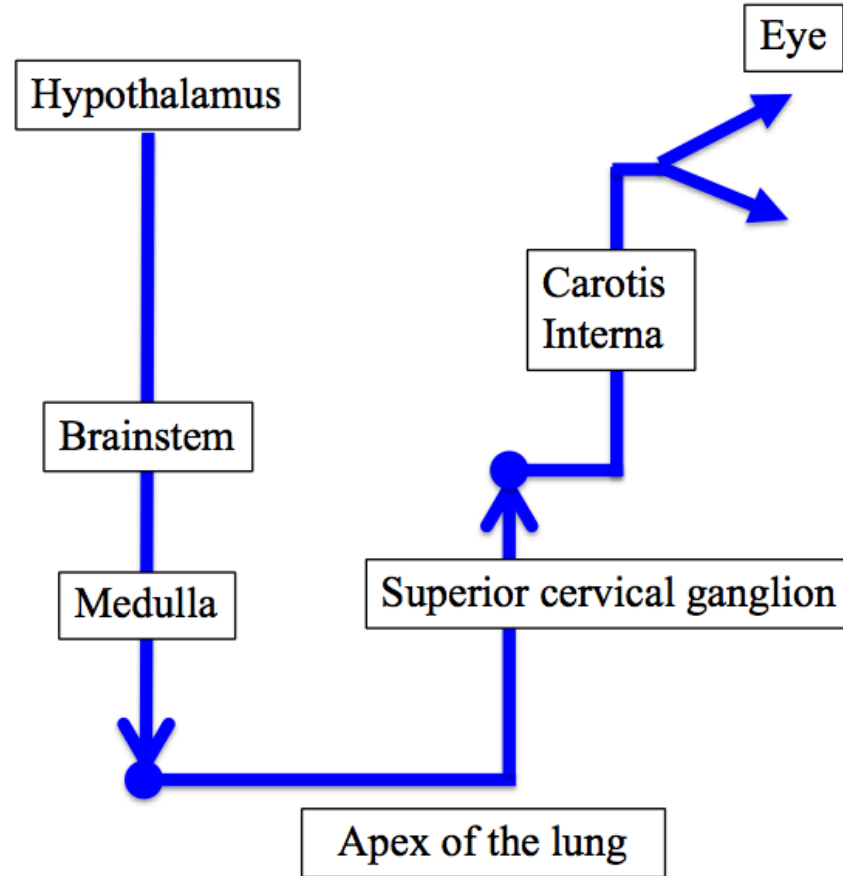 Eye
Hypothalamus
Carotis
Interna
Brainstem
Medulla
Superior cervical ganglion
Apex of the lung